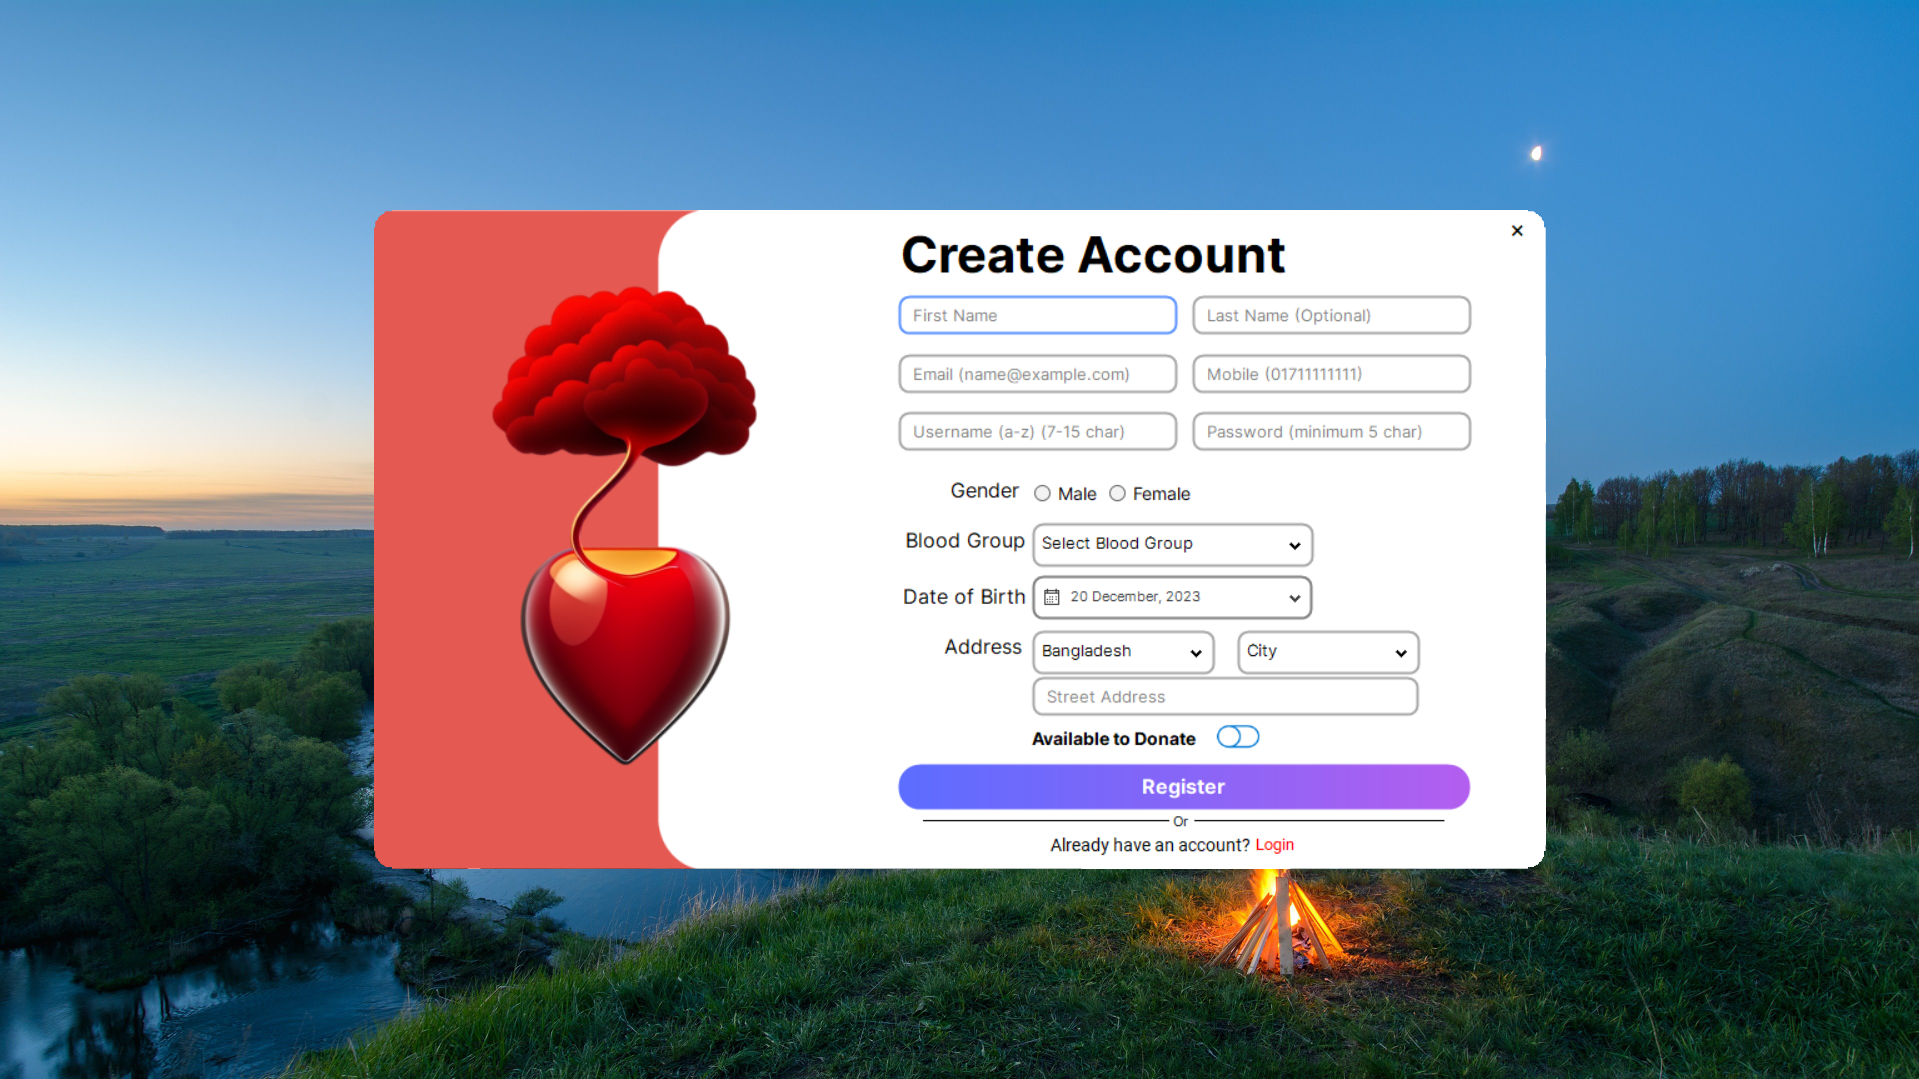 ×
Create Account
First Name
Last Name (Optional)
Email (name@example.com)
Mobile (01711111111)
Username (a-z) (7-15 char)
Password (minimum 5 char)
Gender Male Female
Blood Group Select Blood Group
Date of Birth 20 December, 2023
Address Bangladesh City
Street Address
Available to Donate
Register
Or
Already have an account? Login